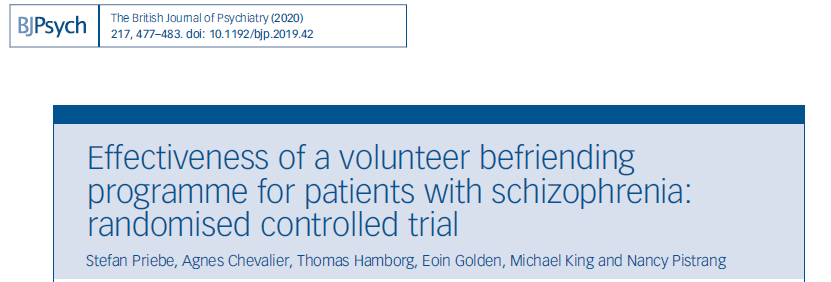 BJPsych
The British Journal of Psychiatry (2020)
217, 477–483. doi: 10.1192/bjp.2019.42
Effectiveness of a volunteer befriending
programme for patients with schizophrenia:
randomised controlled trial
Stefan Priebe, Agnes Chevalier, Thomas Hamborg, Eoin Golden, Michael King and Nancy Pistrang